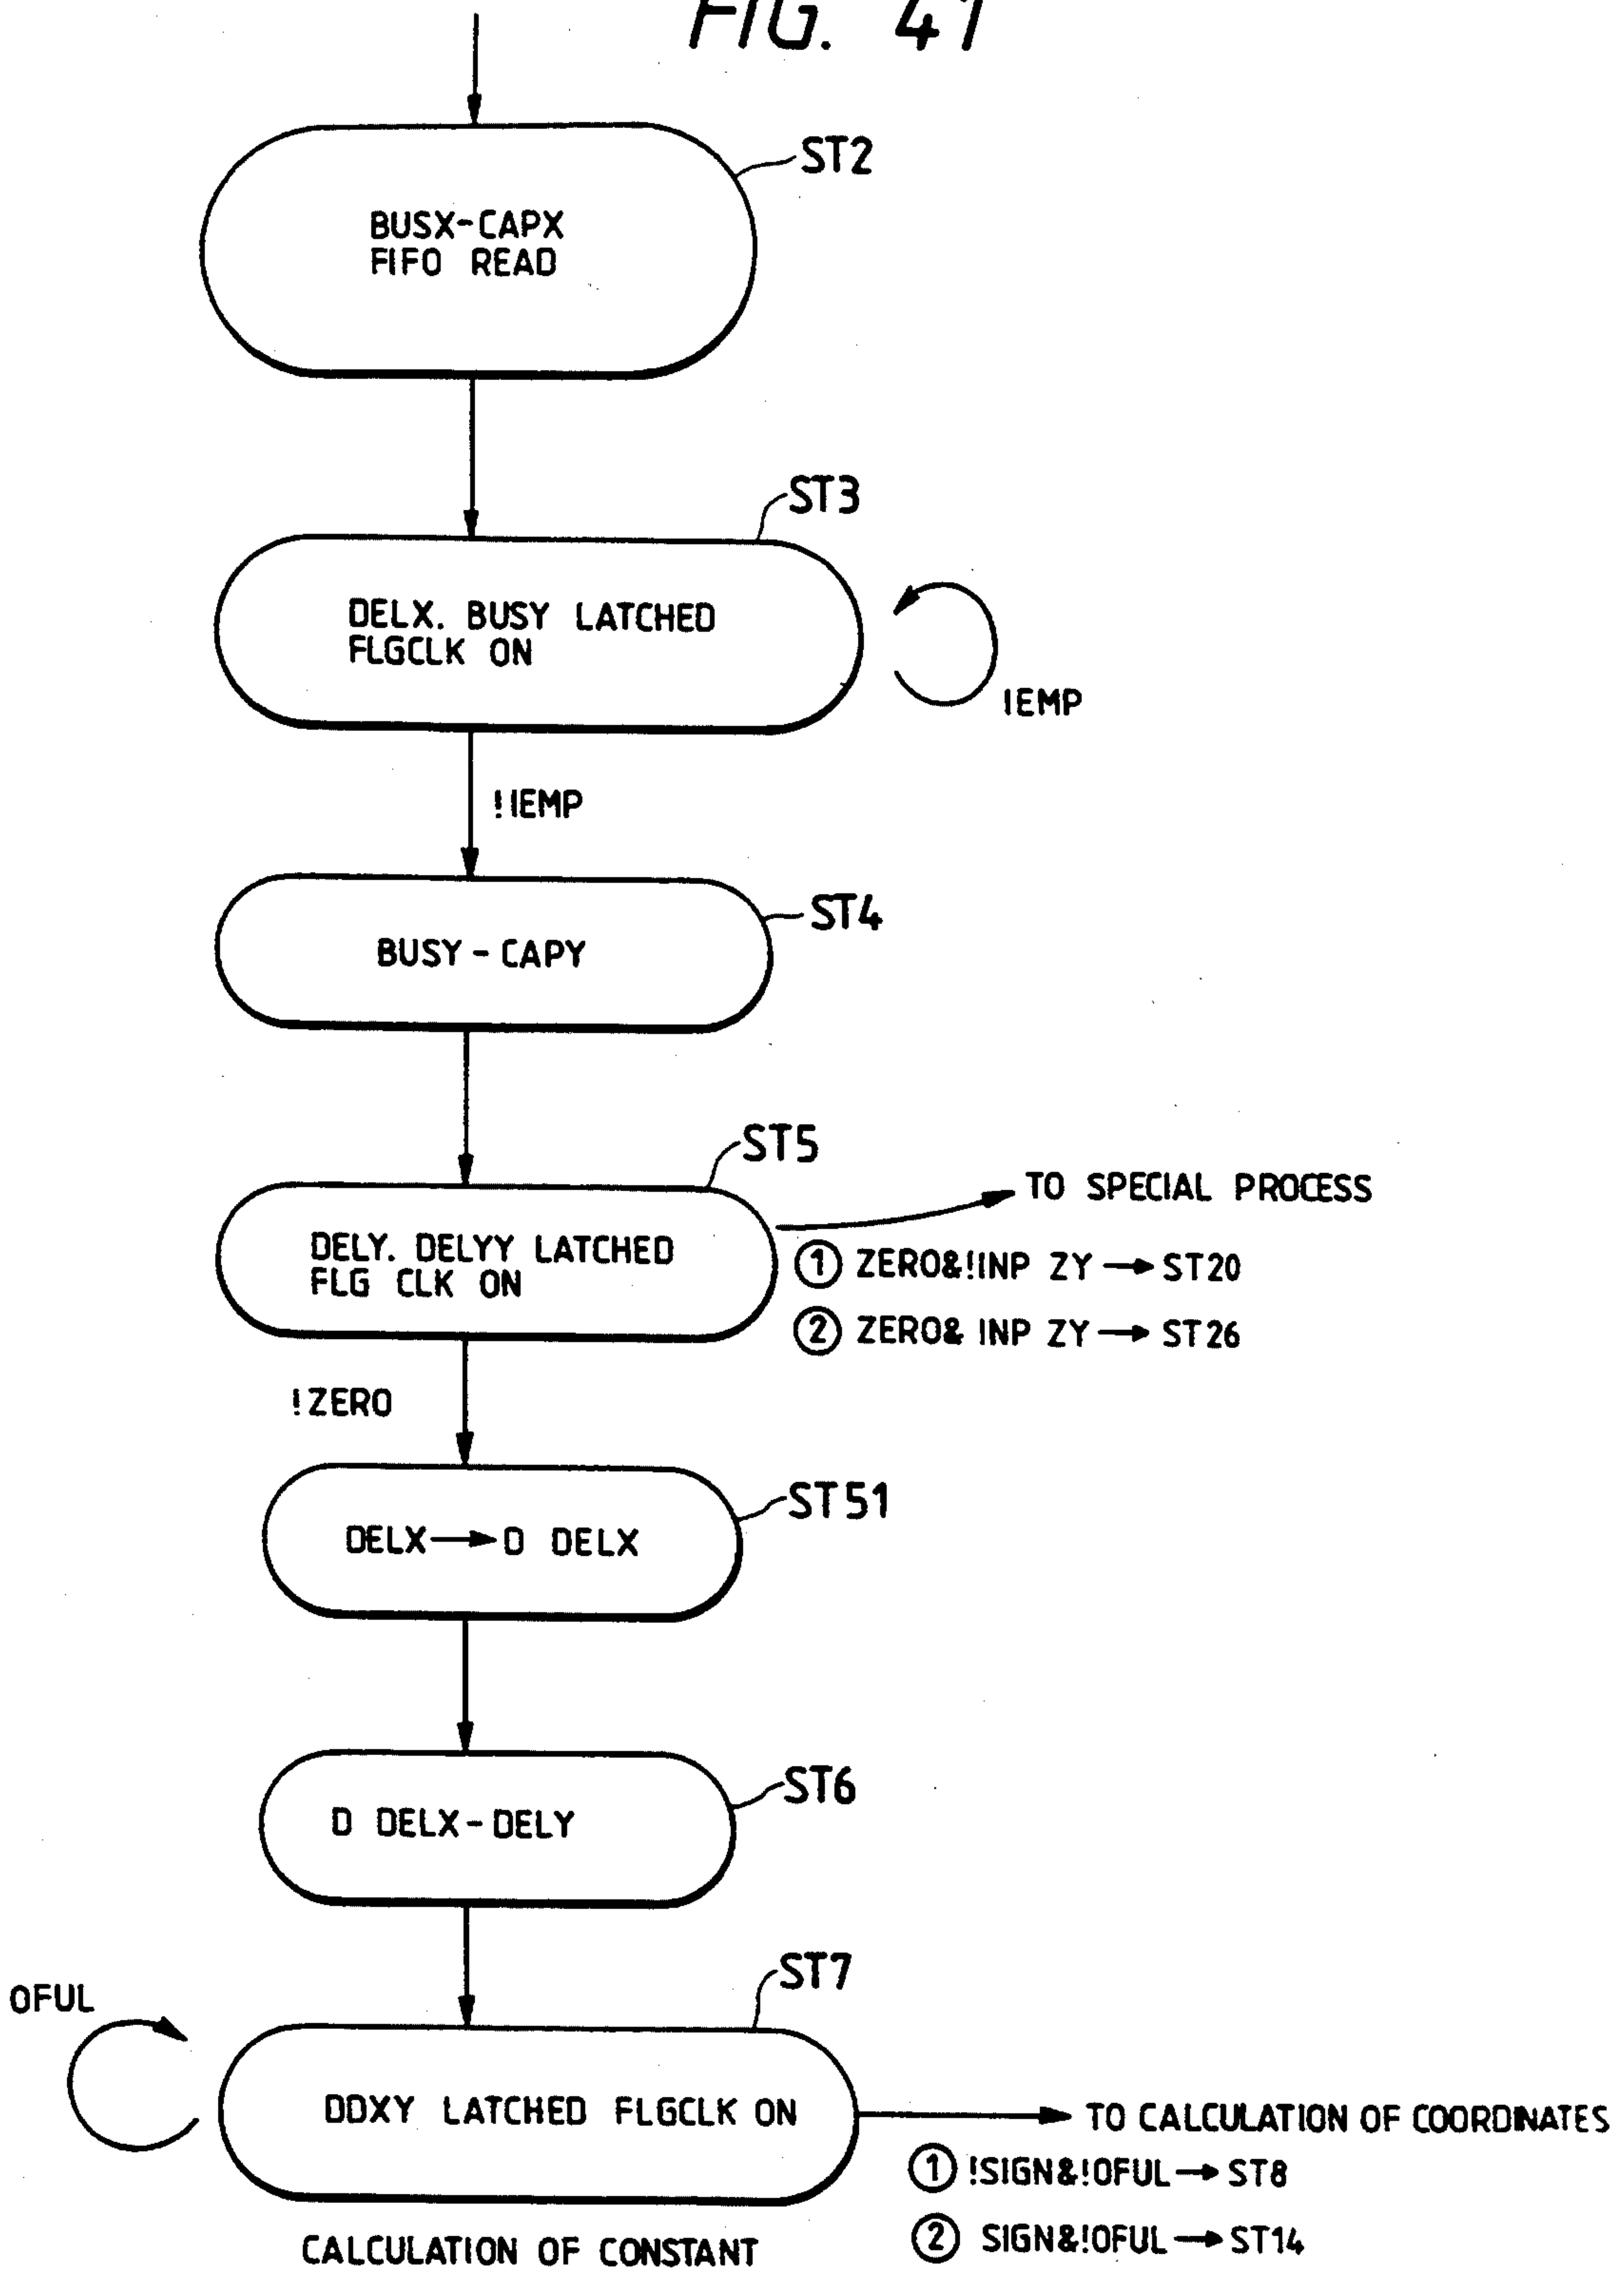 FIG. 41
ST2
BUSX-CAPX
FIFO READ
ST3
DELX. BUSY LATCHED
FLGCLK ON
IEMP
!IEMP
ST4
BUSY-CAPY
ST5
DELY. DELYY LATCHED
FLG CLK ON
TO SPECIAL PROCESS
① ZERO&!INP ZY → ST20
② ZERO& INP ZY → ST26
!ZERO
ST51
DELX → D DELX
ST6
D DELX-DELY
ST7
OFUL
DDXY LATCHED FLGCLK ON
TO CALCULATION OF COORDINATES
① !SIGN&!OFUL → ST8
② SIGN&!OFUL → ST14
CALCULATION OF CONSTANT